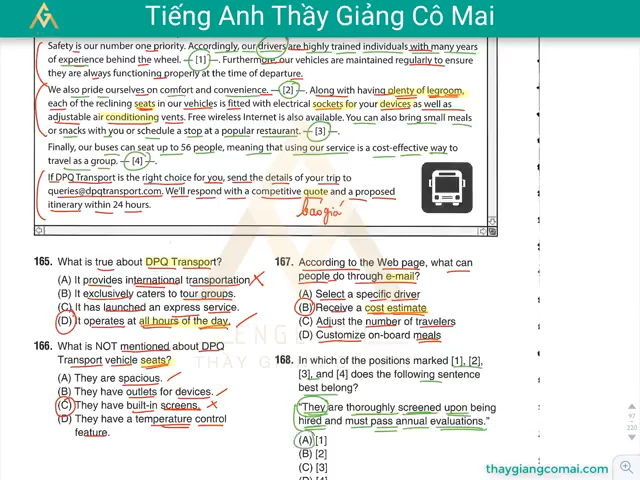 Tiếng Anh Thầy Giảng Cô Mai
Safety is our number one priority. Accordingly, our drivers are highly trained individuals with many years
of experience behind the wheel. –[1]– Furthermore, our vehicles are maintained regularly to ensure
they are always functioning properly at the time of departure.
We also pride ourselves on comfort and convenience. –[2]– Along with having plenty of legroom,
each of the reclining seats in our vehicles is fitted with electrical sockets for your devices as well as
adjustable air conditioning vents. Free wireless Internet is also available. You can also bring small meals
or snacks with you or schedule a stop at a popular restaurant. –[3]–
Finally, our buses can seat up to 56 people, meaning that using our service is a cost-effective way to
travel as a group. –[4]–
If DPQ Transport is the right choice for you, send the details of your trip to
queries@dpqtransport.com. We'll respond with a competitive quote and a proposed
itinerary within 24 hours.
báo giá
165. What is true about DPQ Transport?
(A) It provides international transportation
(B) It exclusively caters to tour groups.
(C) It has launched an express service.
(D) It operates at all hours of the day.
166. What is NOT mentioned about DPQ
Transport vehicle seats?
(A) They are spacious.
(B) They have outlets for devices.
(C) They have built-in screens.
(D) They have a temperature control
feature.
167. According to the Web page, what can
people do through e-mail?
(A) Select a specific driver
(B) Receive a cost estimate
(C) Adjust the number of travelers
(D) Customize on-board meals
168. In which of the positions marked [1], [2],
[3], and [4] does the following sentence
best belong?
"They are thoroughly screened upon being
hired and must pass annual evaluations."
(A) [1]
(B) [2]
(C) [3]
(D) [4]
THẦY GIẢNG
97
220
thaygiangcomai.com